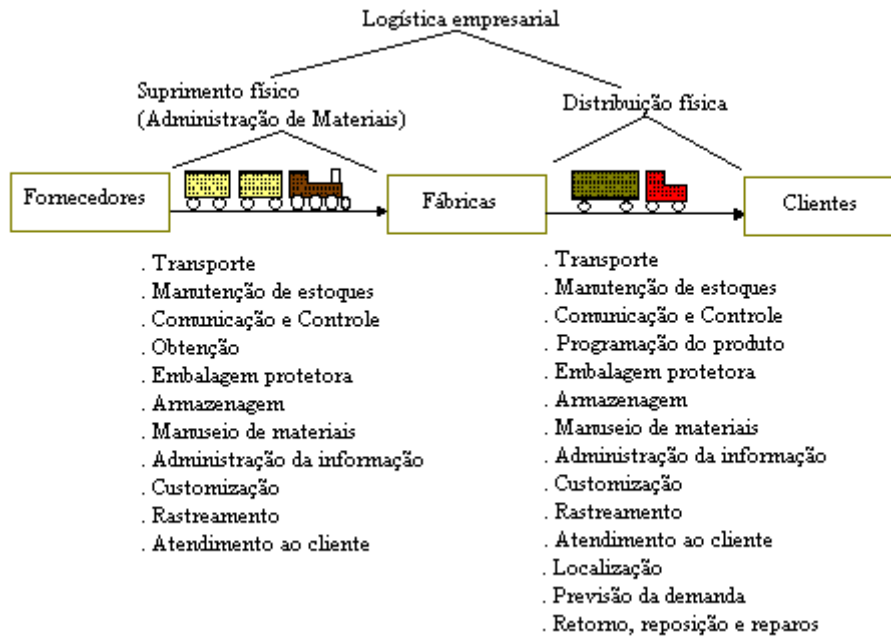 Logística empresarial
Suprimento físico
(Administração de Materiais)
Distribuição física
Fornecedores
Fábricas
Clientes
. Transporte
. Manutenção de estoques
. Comunicação e Controle
. Obtenção
. Embalagem protetora
. Armazenagem
. Manuseio de materiais
. Administração da informação
. Customização
. Rastreamento
. Atendimento ao cliente
. Transporte
. Manutenção de estoques
. Comunicação e Controle
. Programação do produto
. Embalagem protetora
. Armazenagem
. Manuseio de materiais
. Administração da informação
. Customização
. Rastreamento
. Atendimento ao cliente
. Localização
. Previsão da demanda
. Retorno, reposição e reparos